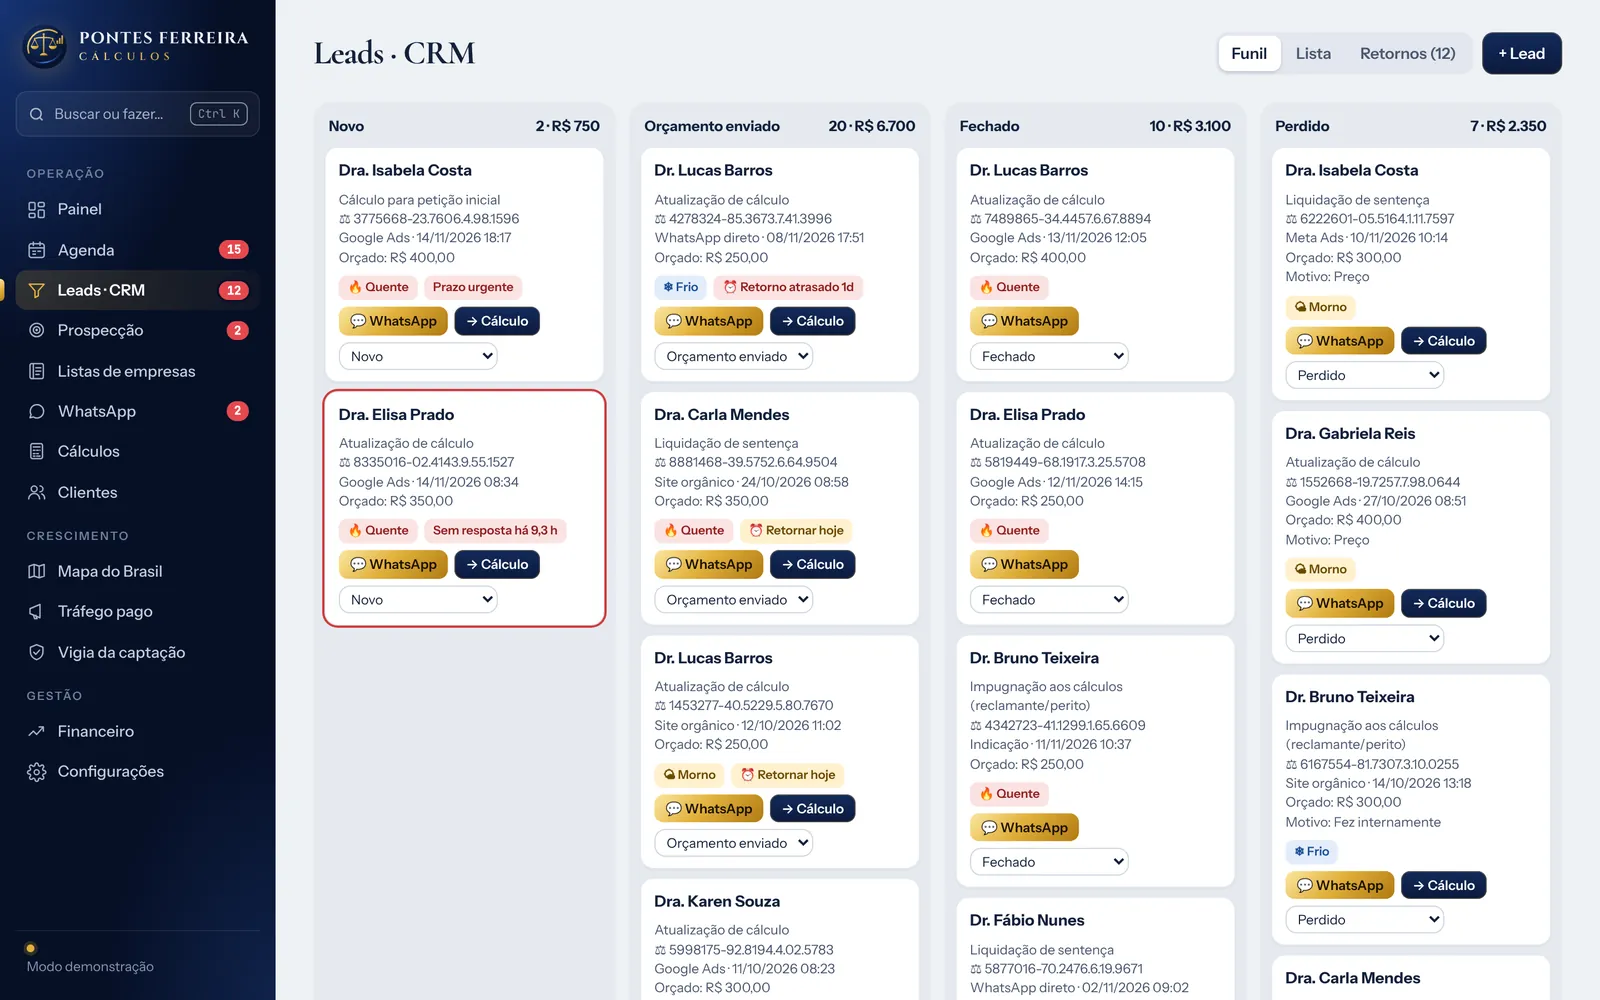 PONTES FERREIRA
CÁLCULOS
Buscar ou fazer...
Ctrl K
OPERAÇÃO
Painel
Agenda
15
Leads · CRM
12
Prospecção
2
Listas de empresas
WhatsApp
2
Cálculos
Clientes
CRESCIMENTO
Mapa do Brasil
Tráfego pago
Vigia da captação
GESTÃO
Financeiro
Configurações
Modo demonstração
Leads · CRM
Funil
Lista
Retornos (12)
+ Lead
Novo
2 · R$ 750
Dra. Isabela Costa
Cálculo para petição inicial
⚖ 3775668-23.7606.4.98.1596
Google Ads · 14/11/2026 18:17
Orçado: R$ 400,00
🔥 Quente
Prazo urgente
💬 WhatsApp
→ Cálculo
Novo
Dra. Elisa Prado
Atualização de cálculo
⚖ 8335016-02.4143.9.55.1527
Google Ads · 14/11/2026 08:34
Orçado: R$ 350,00
🔥 Quente
Sem resposta há 9,3 h
💬 WhatsApp
→ Cálculo
Novo
Orçamento enviado
20 · R$ 6.700
Dr. Lucas Barros
Atualização de cálculo
⚖ 4278324-85.3673.7.41.3996
WhatsApp direto · 08/11/2026 17:51
Orçado: R$ 250,00
❄ Frio
⏰ Retorno atrasado 1d
💬 WhatsApp
→ Cálculo
Orçamento enviado
Dra. Carla Mendes
Liquidação de sentença
⚖ 8881468-39.5752.6.64.9504
Site orgânico · 24/10/2026 08:58
Orçado: R$ 350,00
🔥 Quente
⏰ Retornar hoje
💬 WhatsApp
→ Cálculo
Orçamento enviado
Dr. Lucas Barros
Atualização de cálculo
⚖ 1453277-40.5229.5.80.7670
Site orgânico · 12/10/2026 11:02
Orçado: R$ 250,00
🌤 Morno
⏰ Retornar hoje
💬 WhatsApp
→ Cálculo
Orçamento enviado
Dra. Karen Souza
Atualização de cálculo
⚖ 5998175-92.8194.4.02.5783
Google Ads · 11/10/2026 08:23
Orçado: R$ 300,00
Fechado
10 · R$ 3.100
Dr. Lucas Barros
Atualização de cálculo
⚖ 7489865-34.4457.6.67.8894
Google Ads · 13/11/2026 12:05
Orçado: R$ 400,00
🔥 Quente
💬 WhatsApp
Fechado
Dra. Elisa Prado
Atualização de cálculo
⚖ 5819449-68.1917.3.25.5708
Google Ads · 12/11/2026 14:15
Orçado: R$ 250,00
🔥 Quente
💬 WhatsApp
Fechado
Dr. Bruno Teixeira
Impugnação aos cálculos
(reclamante/perito)
⚖ 4342723-41.1299.1.65.6609
Indicação · 11/11/2026 10:37
Orçado: R$ 250,00
🔥 Quente
💬 WhatsApp
Fechado
Dr. Fábio Nunes
Liquidação de sentença
⚖ 5877016-70.2476.6.19.9671
WhatsApp direto · 02/11/2026 09:02
Perdido
7 · R$ 2.350
Dra. Isabela Costa
Liquidação de sentença
⚖ 6222601-05.5164.1.11.7597
Meta Ads · 10/11/2026 10:14
Orçado: R$ 300,00
Motivo: Preço
🌤 Morno
💬 WhatsApp
→ Cálculo
Perdido
Dra. Gabriela Reis
Atualização de cálculo
⚖ 1552668-19.7257.7.98.0644
Google Ads · 27/10/2026 08:51
Orçado: R$ 400,00
Motivo: Preço
🌤 Morno
💬 WhatsApp
→ Cálculo
Perdido
Dr. Bruno Teixeira
Impugnação aos cálculos
(reclamante/perito)
⚖ 6167554-81.7307.3.10.0255
Site orgânico · 14/10/2026 13:18
Orçado: R$ 300,00
Motivo: Fez internamente
❄ Frio
💬 WhatsApp
→ Cálculo
Perdido
Dra. Carla Mendes